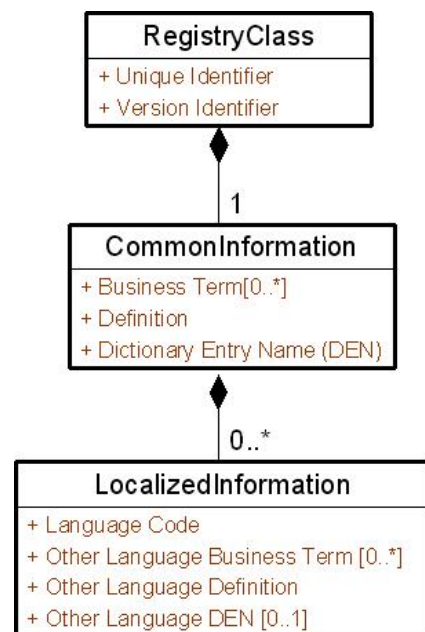 RegistryClass
+ Unique Identifier
+ Version Identifier
1
CommonInformation
+ Business Term[0..*]
+ Definition
+ Dictionary Entry Name (DEN)
0..*
LocalizedInformation
+ Language Code
+ Other Language Business Term [0..*]
+ Other Language Definition
+ Other Language DEN [0..1]